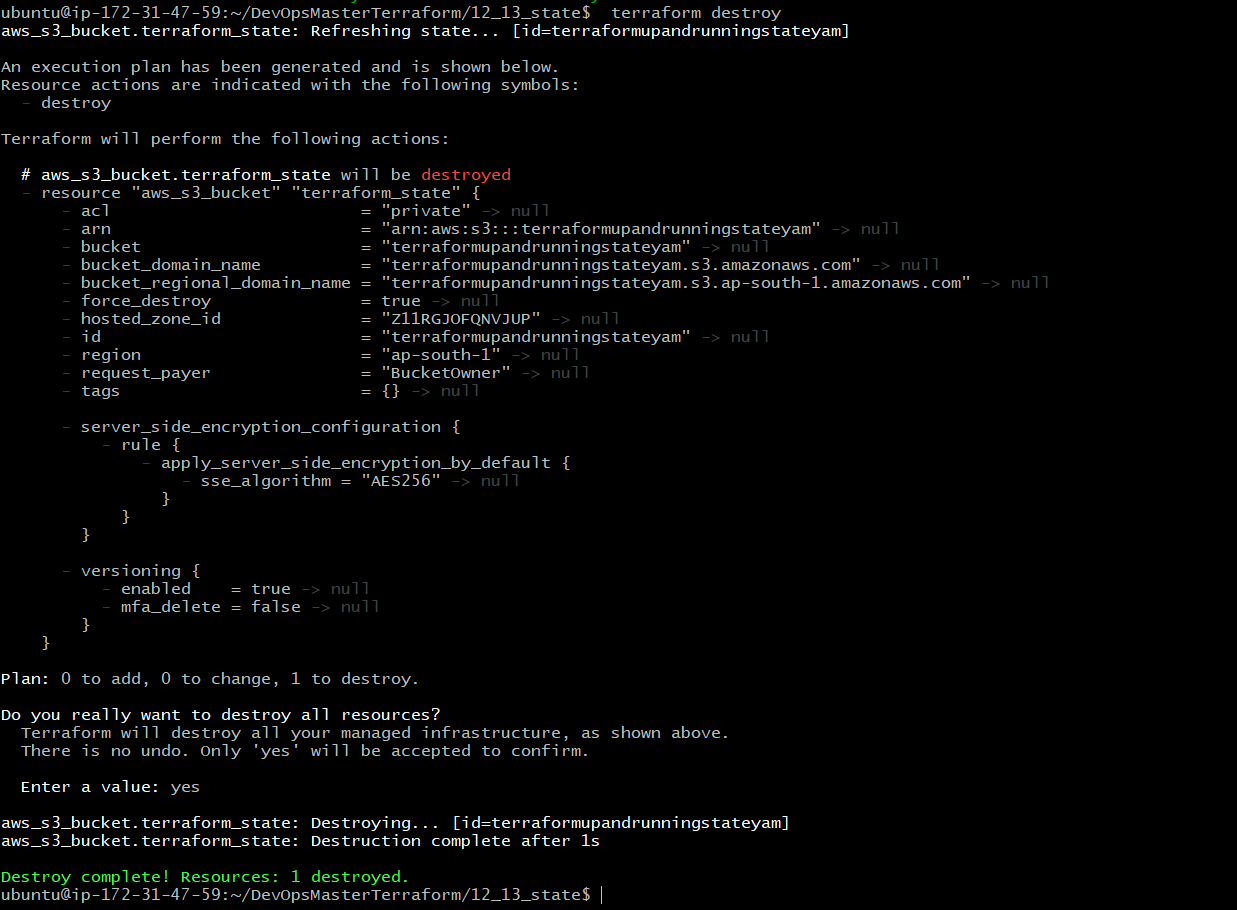 ubuntu@ip-172-31-47-59:~/DevOpsMasterTerraform/12_13_state$  terraform destroy
aws_s3_bucket.terraform_state: Refreshing state... [id=terraformupandrunningstateyam]

An execution plan has been generated and is shown below.
Resource actions are indicated with the following symbols:
  - destroy

Terraform will perform the following actions:

  # aws_s3_bucket.terraform_state will be destroyed
  - resource "aws_s3_bucket" "terraform_state" {
      - acl                         = "private" -> null
      - arn                         = "arn:aws:s3:::terraformupandrunningstateyam" -> null
      - bucket                      = "terraformupandrunningstateyam" -> null
      - bucket_domain_name          = "terraformupandrunningstateyam.s3.amazonaws.com" -> null
      - bucket_regional_domain_name = "terraformupandrunningstateyam.s3.ap-south-1.amazonaws.com" -> null
      - force_destroy               = true -> null
      - hosted_zone_id              = "Z11RGJOFQNVJUP" -> null
      - id                          = "terraformupandrunningstateyam" -> null
      - region                      = "ap-south-1" -> null
      - request_payer               = "BucketOwner" -> null
      - tags                        = {} -> null

      - server_side_encryption_configuration {
          - rule {
              - apply_server_side_encryption_by_default {
                  - sse_algorithm = "AES256" -> null
                }
            }
        }

      - versioning {
          - enabled    = true -> null
          - mfa_delete = false -> null
        }
    }

Plan: 0 to add, 0 to change, 1 to destroy.

Do you really want to destroy all resources?
  Terraform will destroy all your managed infrastructure, as shown above.
  There is no undo. Only 'yes' will be accepted to confirm.

  Enter a value: yes

aws_s3_bucket.terraform_state: Destroying... [id=terraformupandrunningstateyam]
aws_s3_bucket.terraform_state: Destruction complete after 1s

Destroy complete! Resources: 1 destroyed.
ubuntu@ip-172-31-47-59:~/DevOpsMasterTerraform/12_13_state$